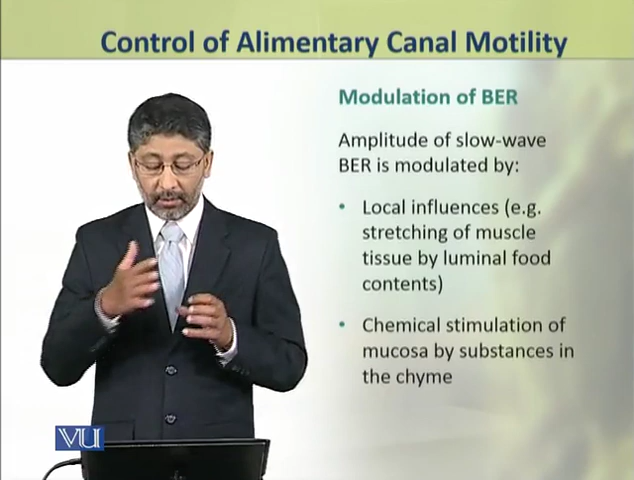 Control of Alimentary Canal Motility
Modulation of BER
Amplitude of slow-wave
BER is modulated by:
• Local influences (e.g.
stretching of muscle
tissue by luminal food
contents)
• Chemical stimulation of
mucosa by substances in
the chyme
VU